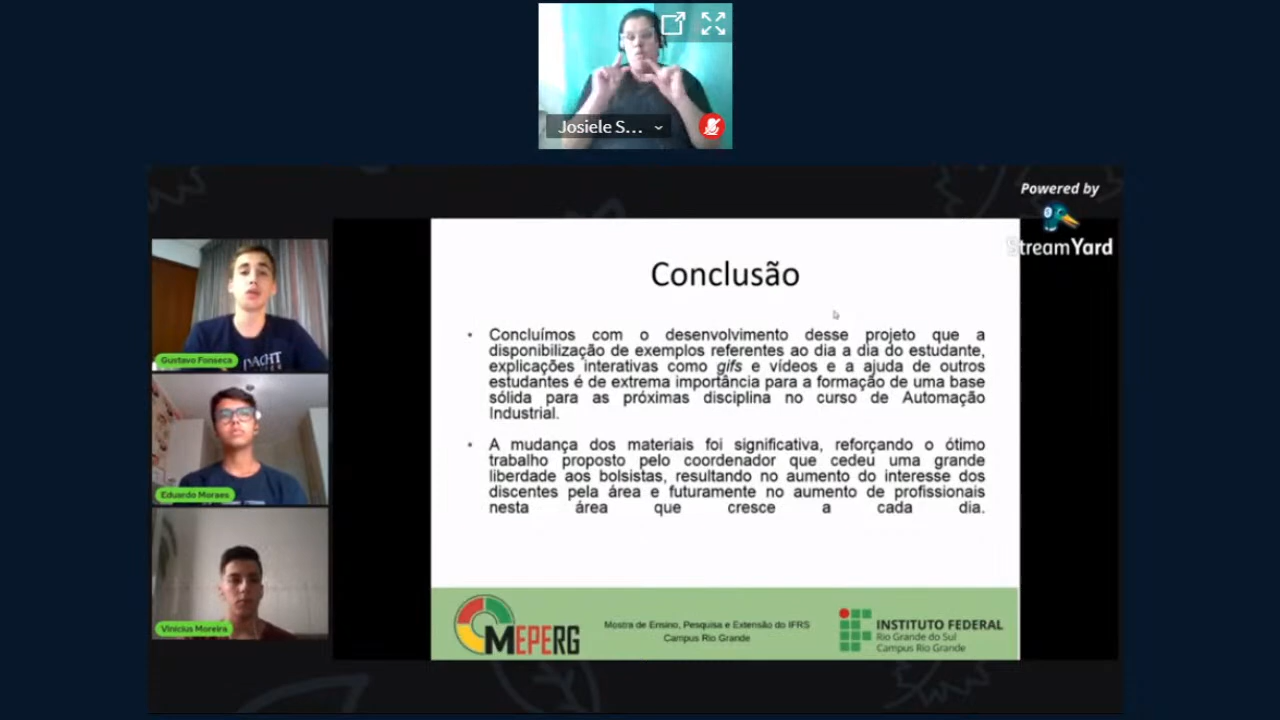 Josiele S...
Powered by
StreamYard
Gustavo Fonseca
YACHT
Eduardo Moraes
Vinicius Moreira
Conclusão
• Concluímos com o desenvolvimento desse projeto que a
disponibilização de exemplos referentes ao dia a dia do estudante,
explicações interativas como gifs e vídeos e a ajuda de outros
estudantes é de extrema importância para a formação de uma base
sólida para as próximas disciplina no curso de Automação
Industrial.
• A mudança dos materiais foi significativa, reforçando o ótimo
trabalho proposto pelo coordenador que cedeu uma grande
liberdade aos bolsistas, resultando no aumento do interesse dos
discentes pela área e futuramente no aumento de profissionais
nesta área que cresce a cada dia.
MEPERG
Mostra de Ensino, Pesquisa e Extensão do IFRS
Campus Rio Grande
INSTITUTO FEDERAL
Rio Grande do Sul
Campus Rio Grande